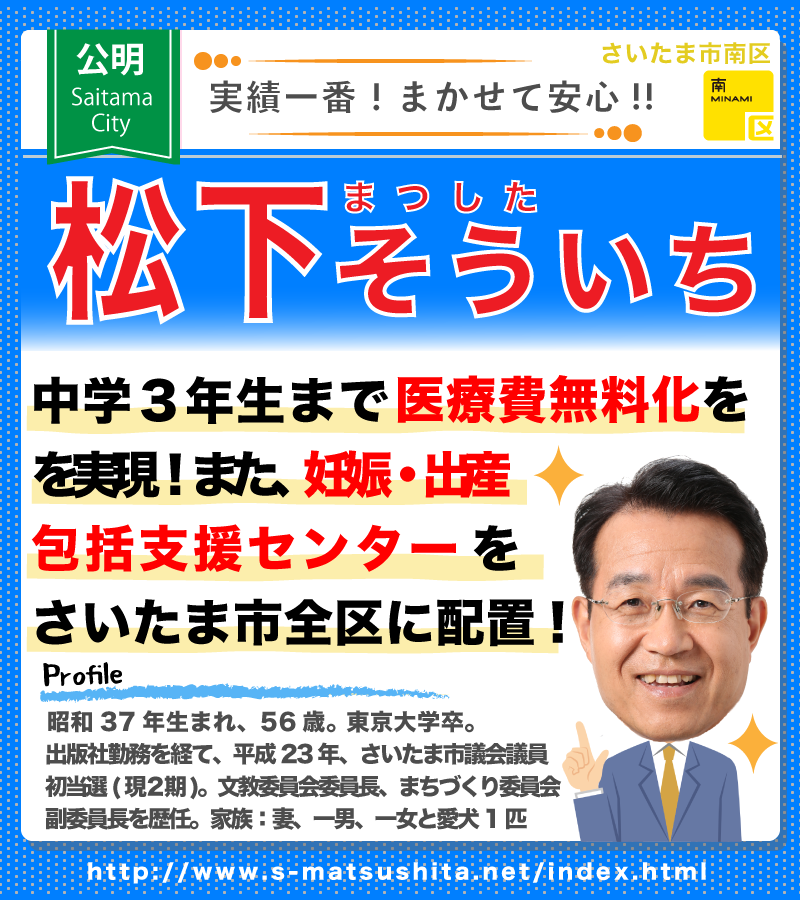 公明
Saitama
City
実績一番！まかせて安心!!
さいたま市南区
南
MINAMI
区
まつした
松下そういち
中学３年生まで医療費無料化を
を実現！また、妊娠・出産
包括支援センターを
さいたま市全区に配置！
Profile
昭和 37 年生まれ、56 歳。東京大学卒。
出版社勤務を経て、平成 23 年、さいたま市議会議員
初当選 ( 現２期 )。文教委員会委員長、まちづくり委員会
副委員長を歴任。家族：妻、一男、一女と愛犬 1 匹
http://www.s-matsushita.net/index.html